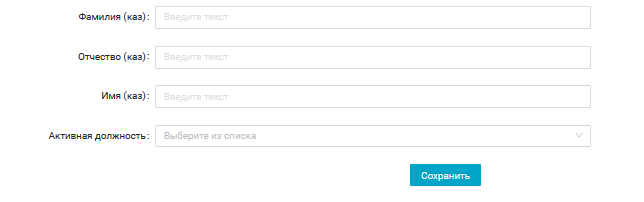 Фамилия (каз): Введите текст
Отчество (каз): Введите текст
Имя (каз): Введите текст
Активная должность: Выберите из списка
Сохранить